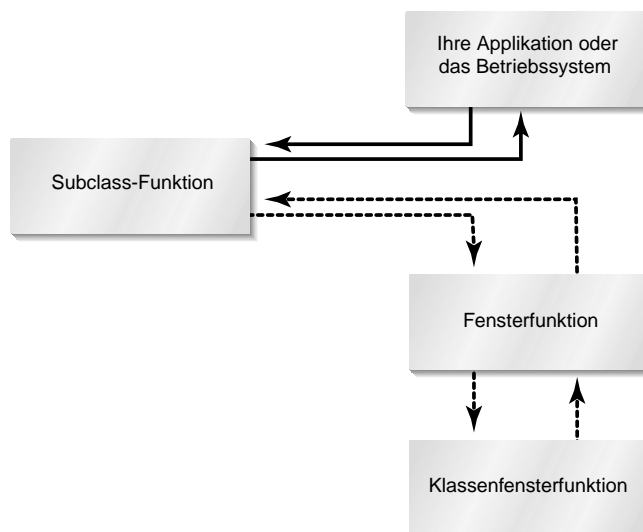 Ihre Applikation oder
das Betriebssystem
Subclass-Funktion
Fensterfunktion
Klassenfensterfunktion